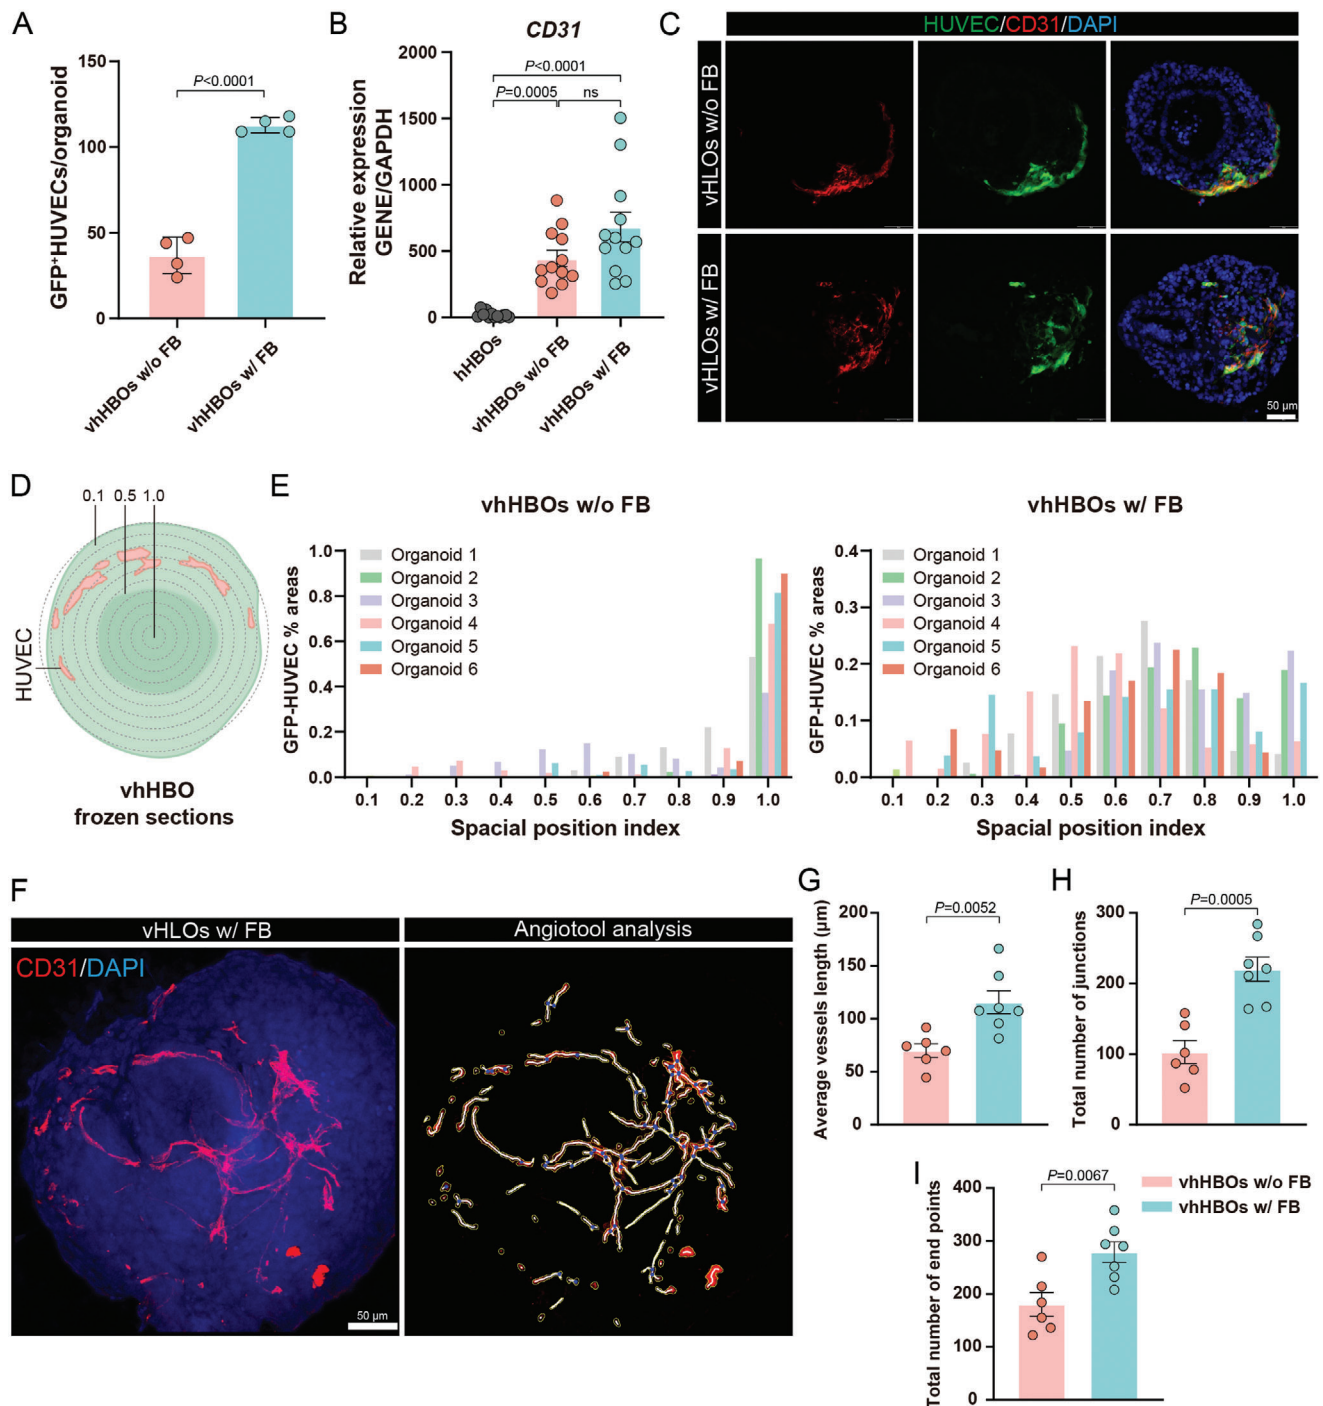 A
GFP⁺HUVECs/organoid
150
100
50
0
P<0.0001
vhHBOs w/o FB
vhHBOs w/ FB
B
CD31
Relative expression
GENE/GAPDH
2000
1500
1000
500
0
P<0.0001
P=0.0005
ns
hHBOs
vhHBOs w/o FB
vhHBOs w/ FB
C
HUVEC/CD31/DAPI
vHLOs w/o FB
vHLOs w/ FB
50 μm
D
0.1 0.5 1.0
HUVEC
vhHBO
frozen sections
E
vhHBOs w/o FB
GFP-HUVEC % areas
1.0
0.8
0.6
0.4
0.2
0.0
Organoid 1
Organoid 2
Organoid 3
Organoid 4
Organoid 5
Organoid 6
0.1 0.2 0.3 0.4 0.5 0.6 0.7 0.8 0.9 1.0
Spacial position index
vhHBOs w/ FB
GFP-HUVEC % areas
0.4
0.3
0.2
0.1
0.0
Organoid 1
Organoid 2
Organoid 3
Organoid 4
Organoid 5
Organoid 6
0.1 0.2 0.3 0.4 0.5 0.6 0.7 0.8 0.9 1.0
Spacial position index
F
vHLOs w/ FB
CD31/DAPI
50 μm
Angiotool analysis
G
Average vessels length (μm)
200
150
100
50
0
P=0.0052
H
Total number of junctions
300
200
100
0
P=0.0005
I
Total number of end points
400
300
200
100
0
P=0.0067
vhHBOs w/o FB
vhHBOs w/ FB